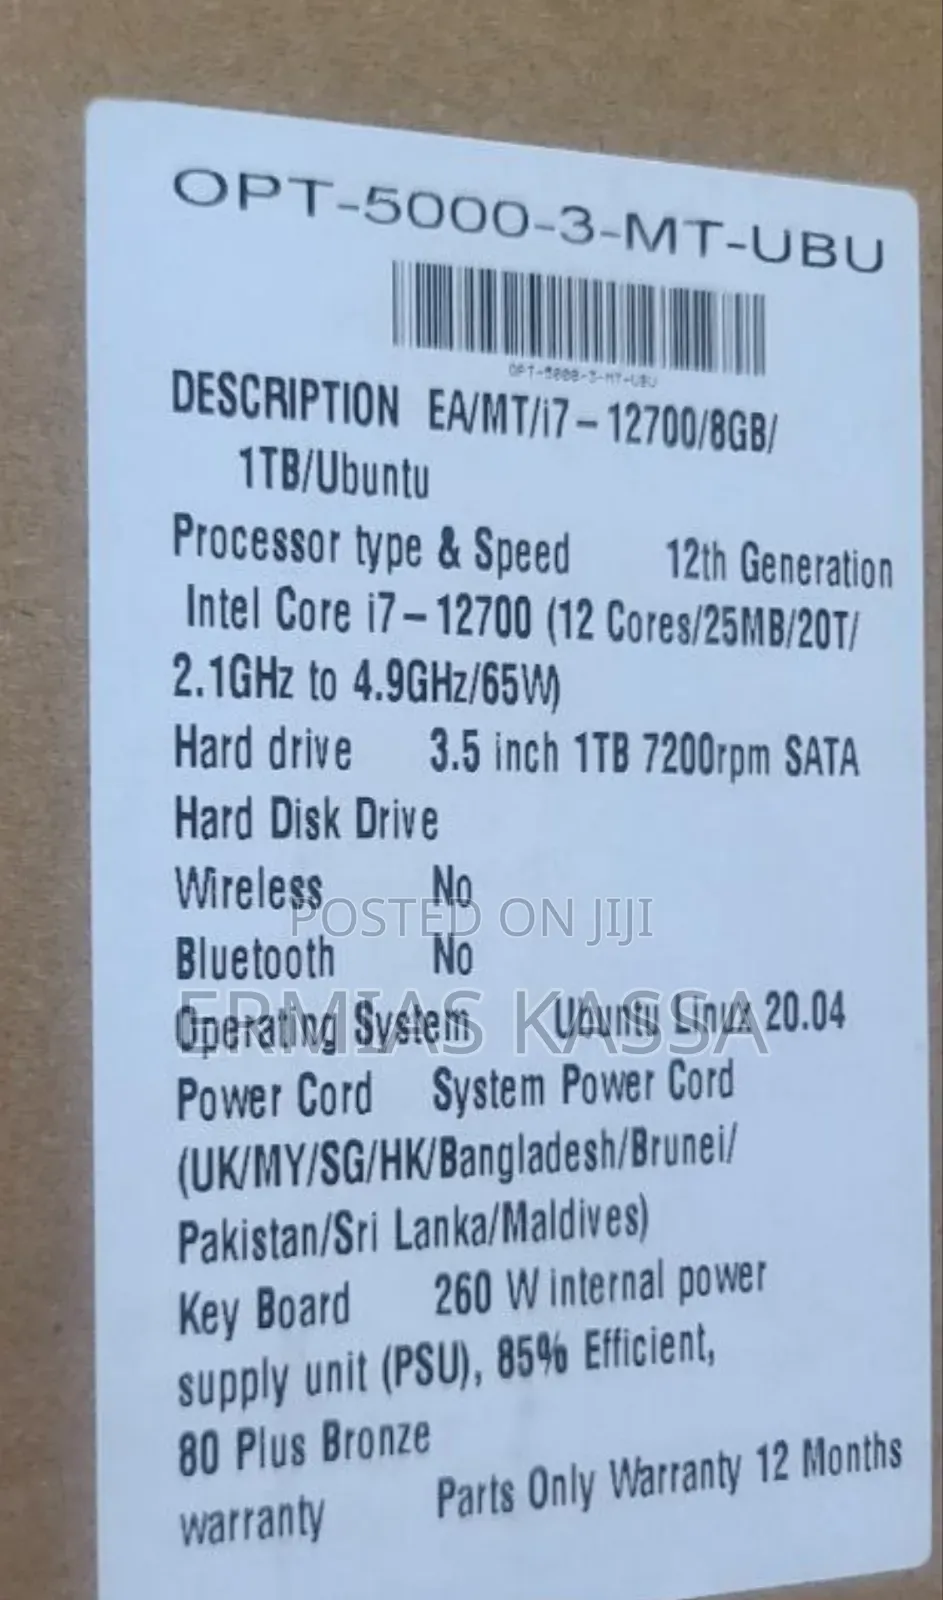 OPT-5000-3-MT-UBU
OPT-5000-3-MT-UBU
DESCRIPTION EA/MT/i7-12700/8GB/
1TB/Ubuntu
Processor type & Speed 12th Generation
Intel Core i7-12700 (12 Cores/25MB/20T/
2.1GHz to 4.9GHz/65W)
Hard drive 3.5 inch 1TB 7200rpm SATA
Hard Disk Drive
Wireless No
POSTED ON JIJI
Bluetooth No
ERMIAS KASSA
Operating System Ubuntu Linux 20.04
Power Cord System Power Cord
(UK/MY/SG/HK/Bangladesh/Brunei/
Pakistan/Sri Lanka/Maldives)
Key Board 260 W internal power
supply unit (PSU), 85% Efficient,
80 Plus Bronze
warranty Parts Only Warranty 12 Months